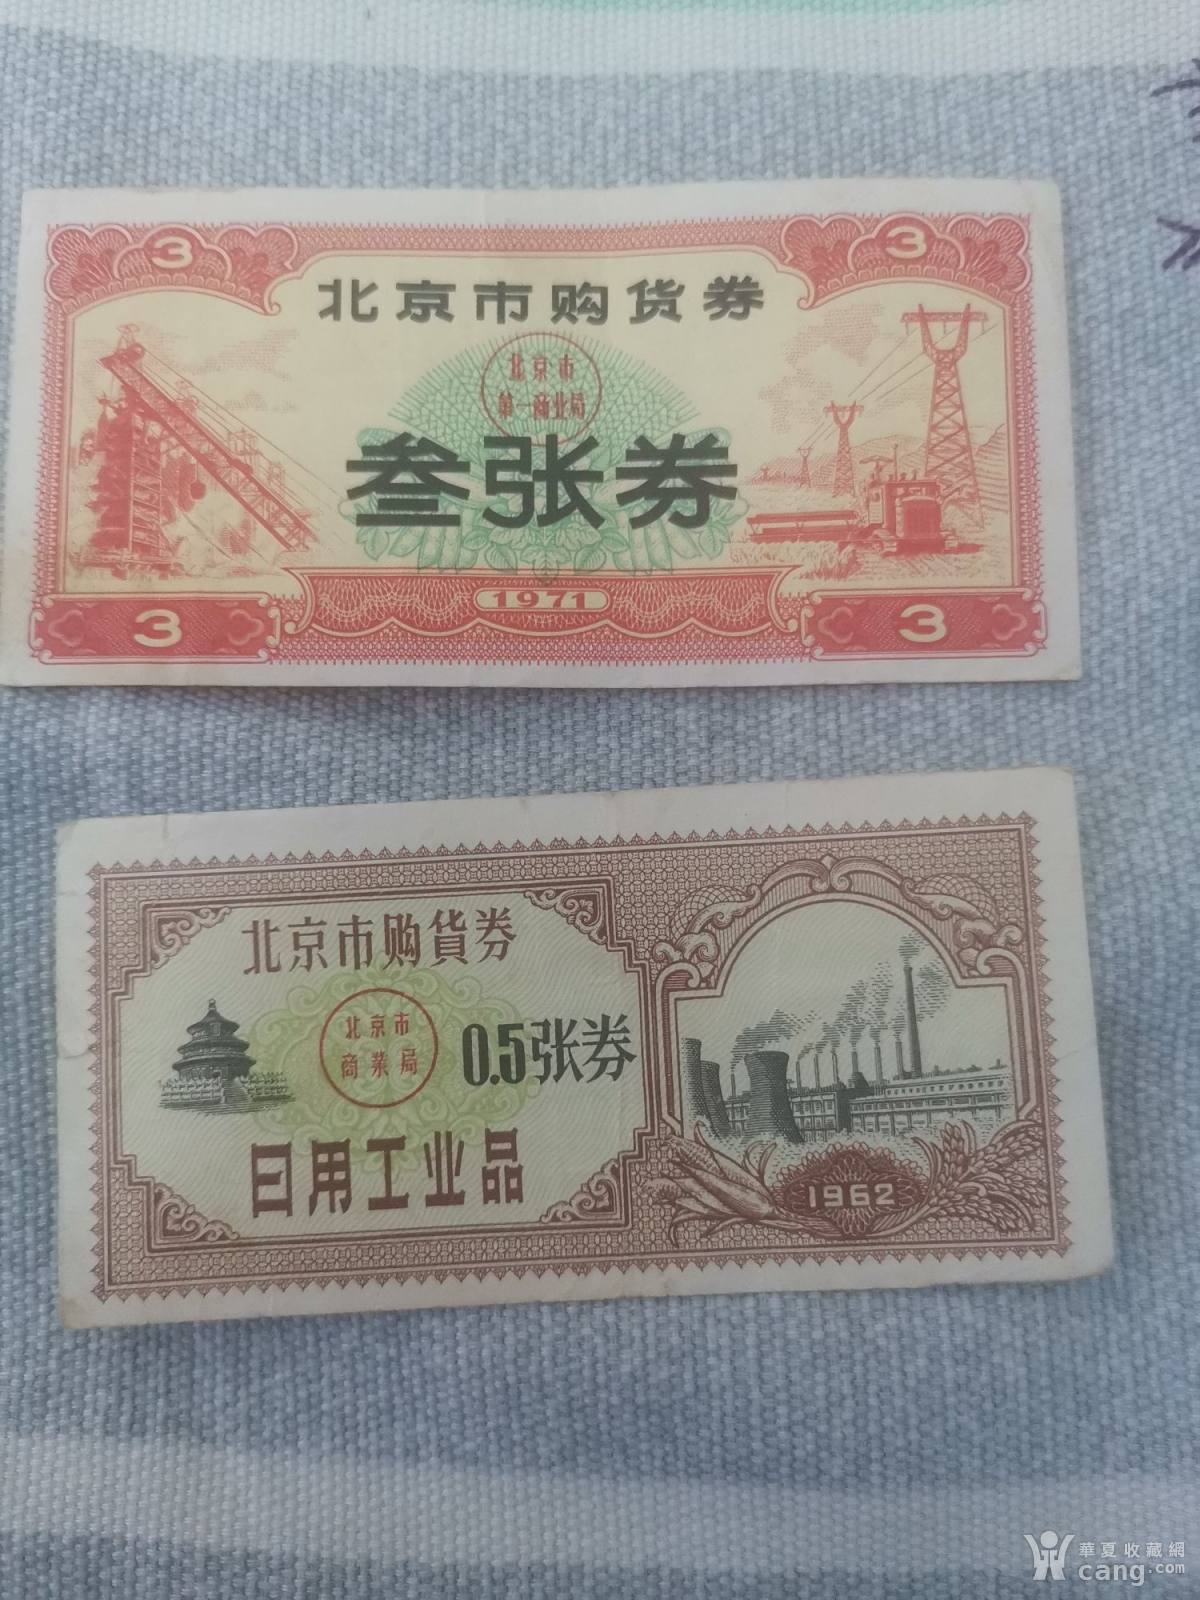 3
3
北京市购货券
北京市
第一商业局
叁张券
1971
3
3
北京市购貨券
北京市
商業局
0.5张券
日用工业品
1962
華夏收藏網
cang.com